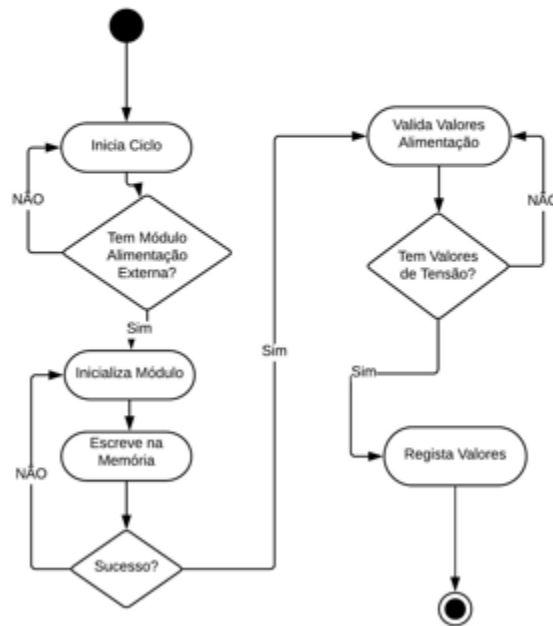 Inicia Ciclo
NÃO
Tem Módulo
Alimentação
Externa?
Sim
Inicializa Módulo
Escreve na
Memória
NÃO
Sucesso?
Sim
Valida Valores
Alimentação
NÃO
Tem Valores
de Tensão?
Sim
Regista Valores